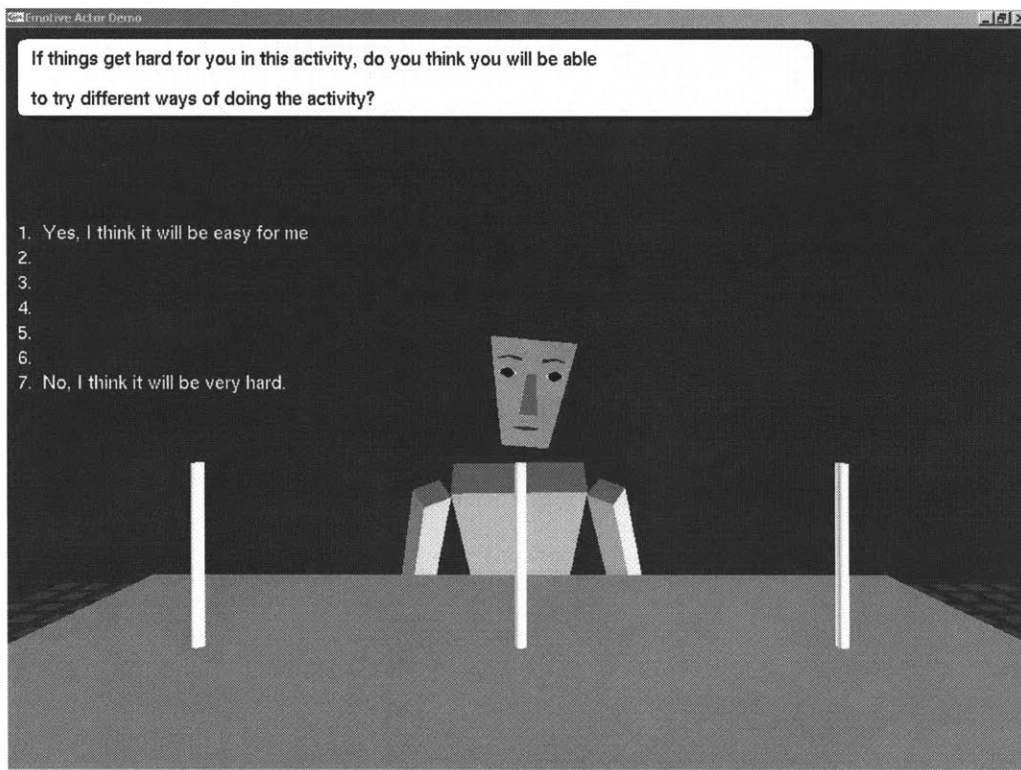 Emotive Actor Demo
If things get hard for you in this activity, do you think you will be able
to try different ways of doing the activity?
1. Yes, I think it will be easy for me
2.
3.
4.
5.
6.
7. No, I think it will be very hard.